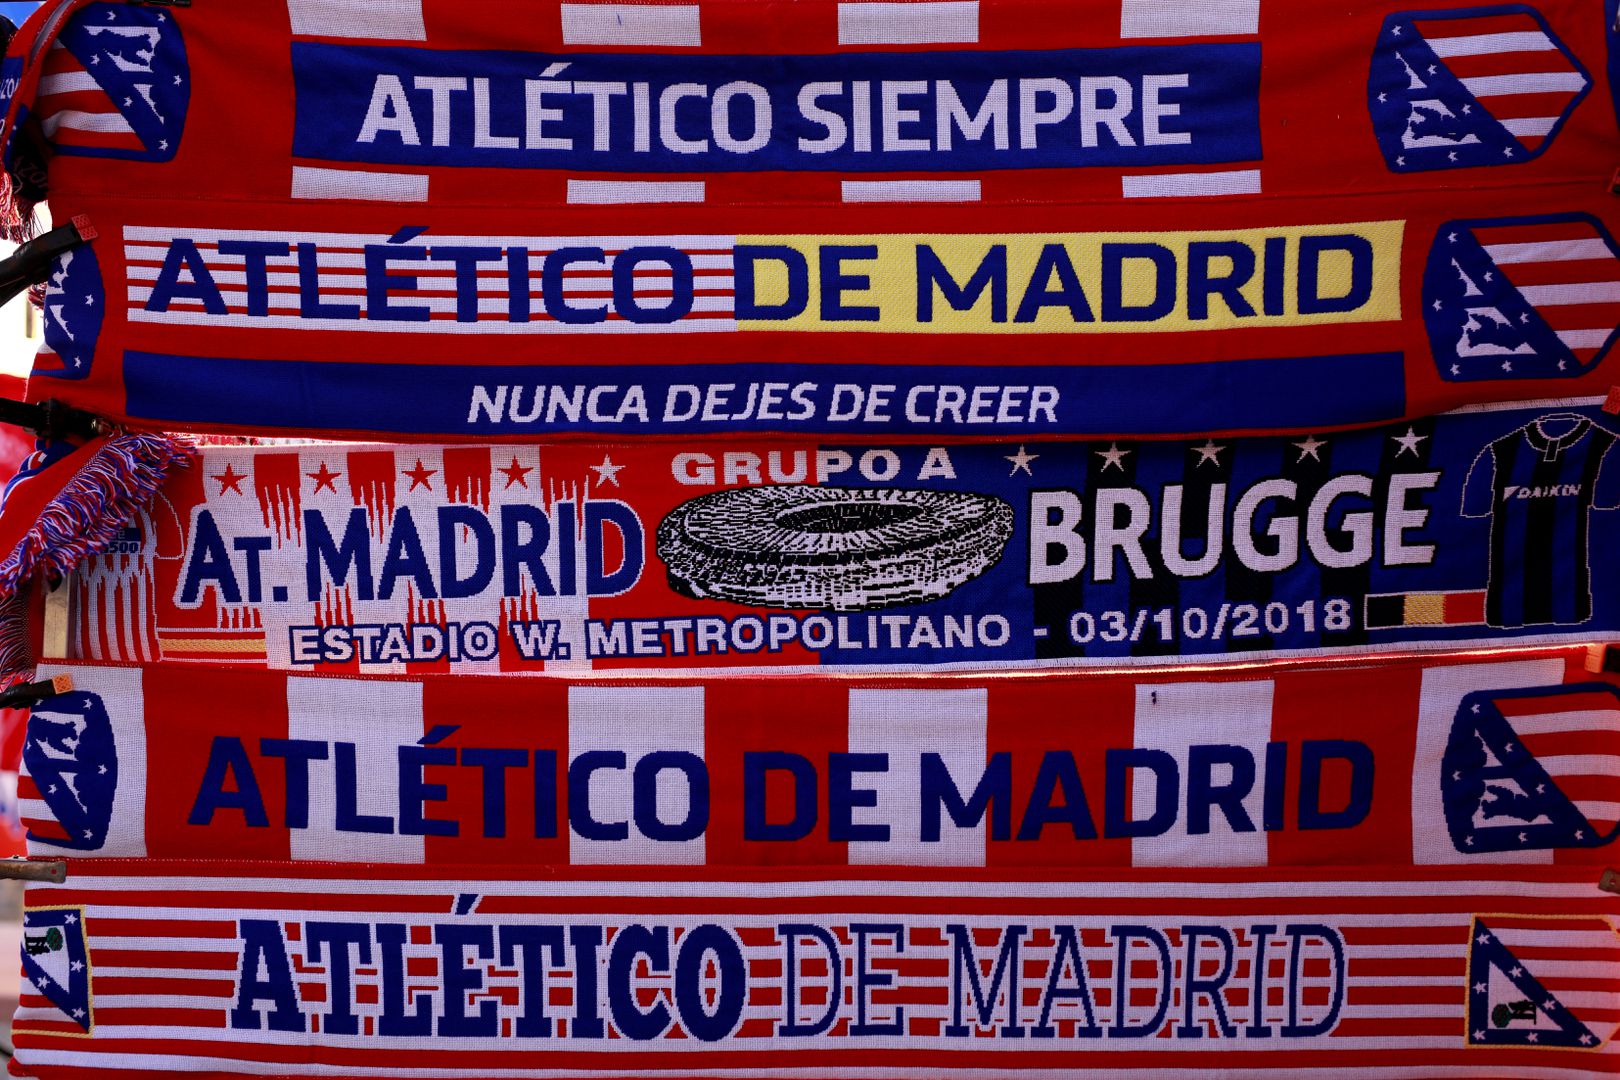 ATLÉTICO SIEMPRE
ATLÉTICO DE MADRID
NUNCA DEJES DE CREER
GRUPO A
AT. MADRID
BRUGGE
DAIKIN
ESTADIO W. METROPOLITANO - 03/10/2018
ATLÉTICO DE MADRID
ATLÉTICO DE MADRID